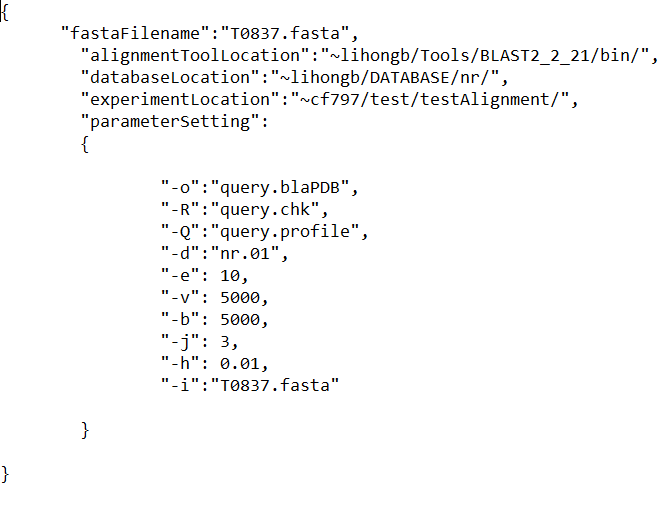 {
"fastaFilename":"T0837.fasta",
"alignmentToolLocation":"~lihongb/Tools/BLAST2_2_21/bin/",
"databaseLocation":"~lihongb/DATABASE/nr/",
"experimentLocation":"~cf797/test/testAlignment/",
"parameterSetting":
{
"-o":"query.blaPDB",
"-R":"query.chk",
"-Q":"query.profile",
"-d":"nr.01",
"-e": 10,
"-v": 5000,
"-b": 5000,
"-j": 3,
"-h": 0.01,
"-i":"T0837.fasta"
}
}